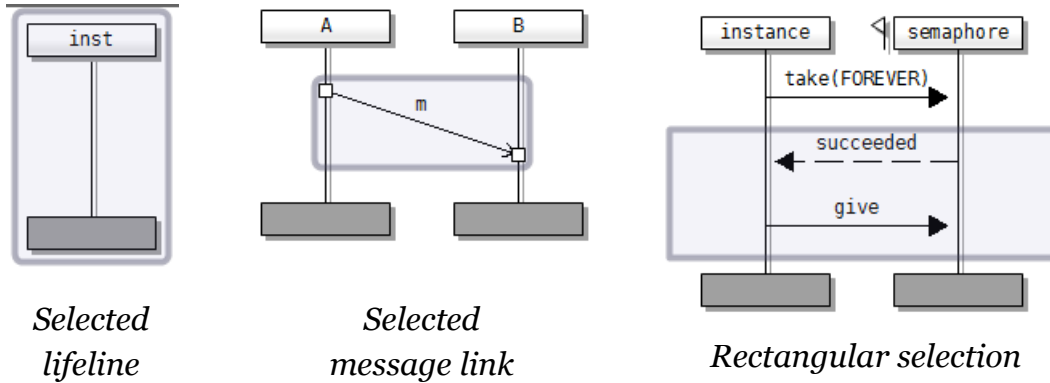 inst
A
B
m
instance
semaphore
take(FOREVER)
succeeded
give
Selected
lifeline
Selected
message link
Rectangular selection